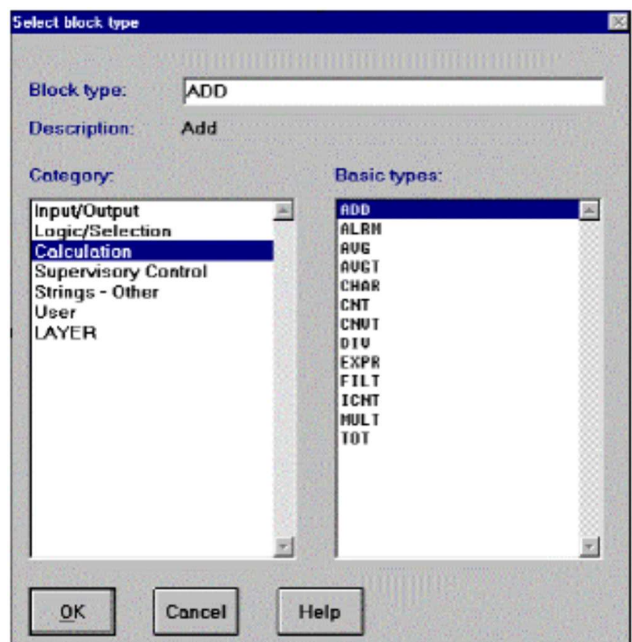 Select block type
Block type: ADD
Description: Add
Category:
Input/Output
Logic/Selection
Calculation
Supervisory Control
Strings - Other
User
LAYER
Basic types:
ADD
ALRM
AVG
AVGT
CHAR
CNT
CNVT
DIV
EXPR
FILT
ICNT
MULT
TOT
OK Cancel Help